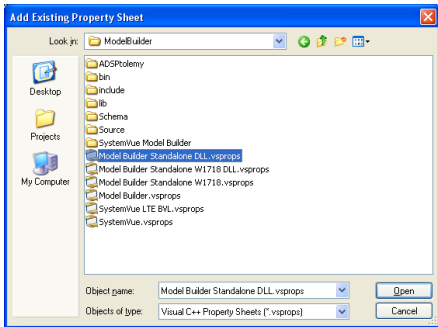 Add Existing Property Sheet
Look in: ModelBuilder
Desktop
Projects
My Computer
ADSPtolemy
bin
include
lib
Schema
Source
SystemVue Model Builder
Model Builder Standalone DLL.vsprops
Model Builder Standalone W1718 DLL.vsprops
Model Builder Standalone W1718.vsprops
Model Builder.vsprops
SystemVue LTE BVL.vsprops
SystemVue.vsprops
Object name: Model Builder Standalone DLL.vsprops Open
Objects of type: Visual C++ Property Sheets (*.vsprops) Cancel